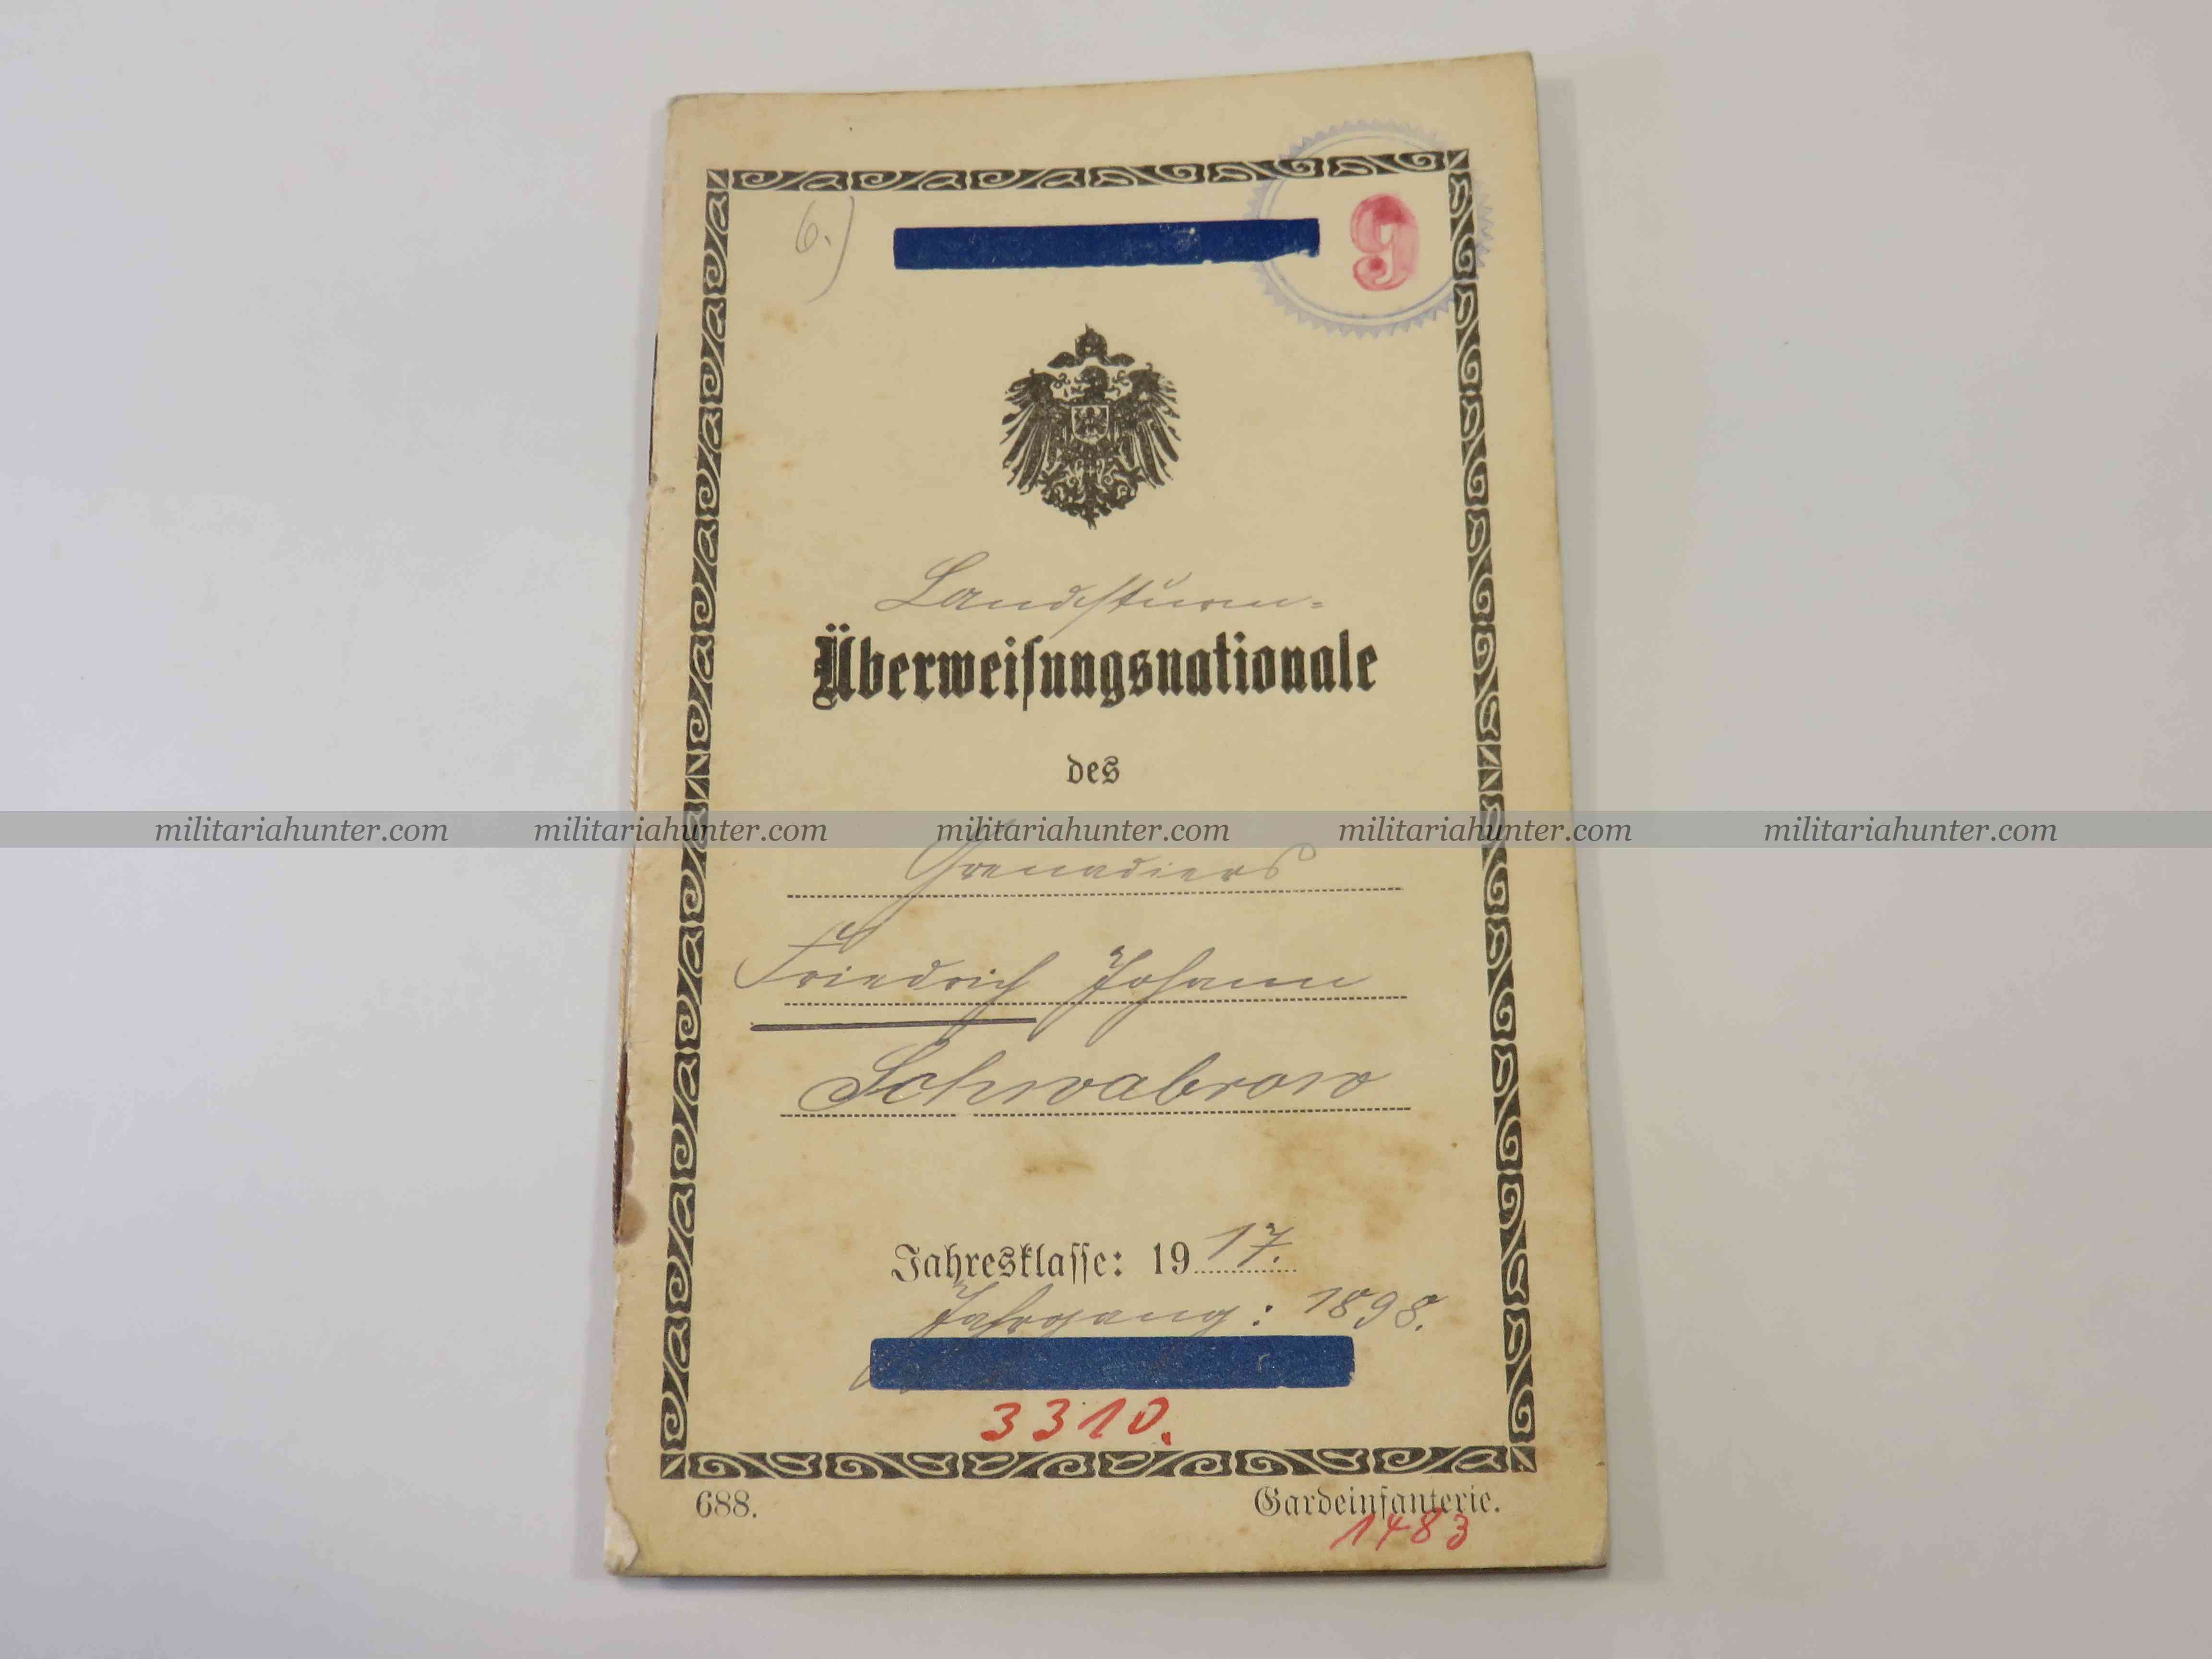 6.)
9
Landsturm=
Überweiſungsnationale
des
militariahunter.com militariahunter.com militariahunter.com militariahunter.com militariahunter.com
Grenadiers
Friedrich Johann
Schwabrow
Jahresklaſſe: 1917.
Jahrgang: 1898.
3310.
688. Gardeinfanterie.
1483